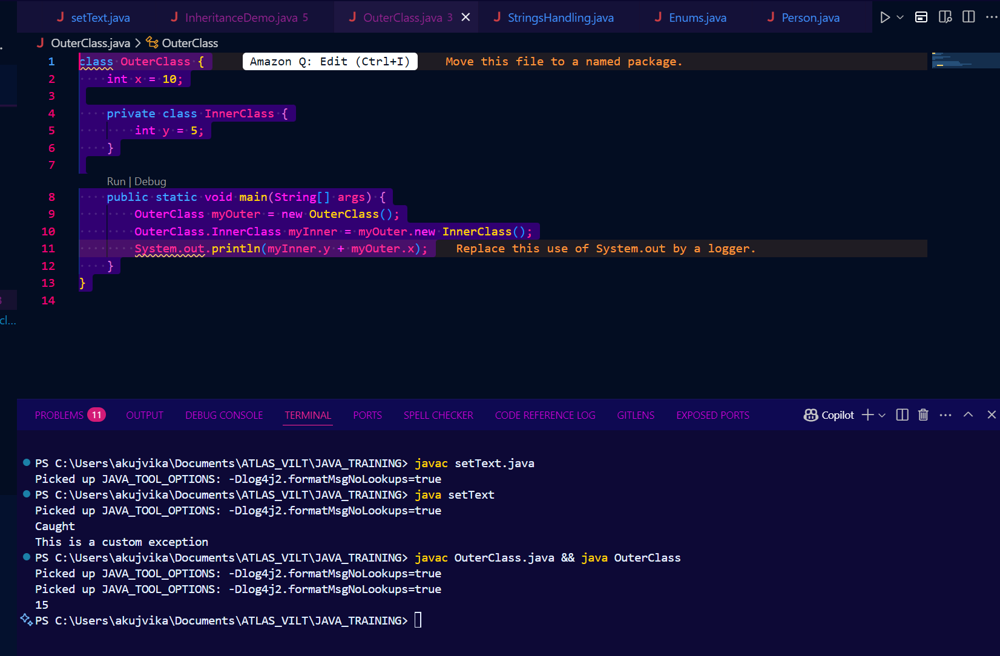 setText.java InheritanceDemo.java 5 OuterClass.java 3 StringsHandling.java Enums.java Person.java
OuterClass.java > OuterClass
1 class OuterClass { Amazon Q: Edit (Ctrl+I) Move this file to a named package.
2 int x = 10;
3
4 private class InnerClass {
5 int y = 5;
6 }
7
Run | Debug
8 public static void main(String[] args) {
9 OuterClass myOuter = new OuterClass();
10 OuterClass.InnerClass myInner = myOuter.new InnerClass();
11 System.out.println(myInner.y + myOuter.x); Replace this use of System.out by a logger.
12 }
13 }
14
cl...
PROBLEMS 11 OUTPUT DEBUG CONSOLE TERMINAL PORTS SPELL CHECKER CODE REFERENCE LOG GITLENS EXPOSED PORTS Copilot
PS C:\Users\akujvika\Documents\ATLAS_VILT\JAVA_TRAINING> javac setText.java
Picked up JAVA_TOOL_OPTIONS: -Dlog4j2.formatMsgNoLookups=true
PS C:\Users\akujvika\Documents\ATLAS_VILT\JAVA_TRAINING> java setText
Picked up JAVA_TOOL_OPTIONS: -Dlog4j2.formatMsgNoLookups=true
Caught
This is a custom exception
PS C:\Users\akujvika\Documents\ATLAS_VILT\JAVA_TRAINING> javac OuterClass.java && java OuterClass
Picked up JAVA_TOOL_OPTIONS: -Dlog4j2.formatMsgNoLookups=true
Picked up JAVA_TOOL_OPTIONS: -Dlog4j2.formatMsgNoLookups=true
15
PS C:\Users\akujvika\Documents\ATLAS_VILT\JAVA_TRAINING>